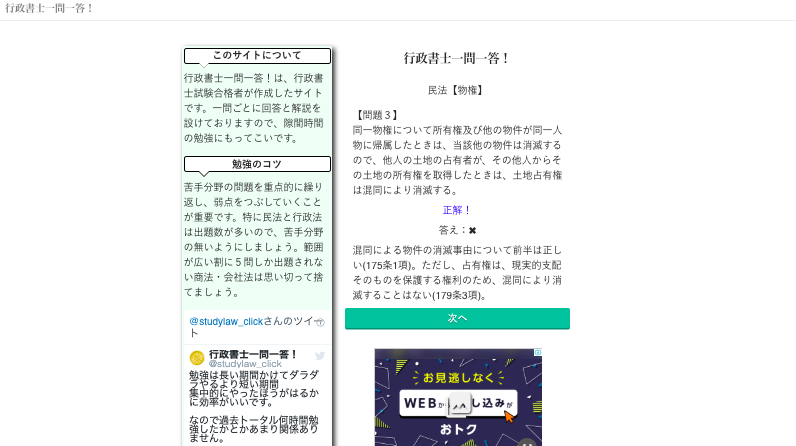 行政書士一問一答！
このサイトについて
行政書士一問一答！は、行政書
士試験合格者が作成したサイト
です。一問ごとに回答と解説を
設けておりますので、隙間時間
の勉強にもってこいです。
勉強のコツ
苦手分野の問題を重点的に繰り
返し、弱点をつぶしていくこと
が重要です。特に民法と行政法
は出題数が多いので、苦手分野
の無いようにしましょう。範囲
が広い割に５問しか出題されな
い商法・会社法は思い切って捨
てましょう。
@studylaw_clickさんのツイー
ト
行政書士一問一答！
@studylaw_click
勉強は長い期間かけてダラダ
ラやるより短い期間
集中的にやったほうがはるか
に効率がいいです。
なので過去トータル何時間勉
強したかとかあまり関係あり
ません。
行政書士一問一答！
民法【物権】
【問題３】
同一物権について所有権及び他の物件が同一人
物に帰属したときは、当該他の物件は消滅する
ので、他人の土地の占有者が、その他人からそ
の土地の所有権を取得したときは、土地占有権
は混同により消滅する。
正解！
答え：✖
混同による物件の消滅事由について前半は正し
い(175条1項)。ただし、占有権は、現実的支配
そのものを保護する権利のため、混同により消
滅することはない(179条3項)。
次へ
お見逃しなく
WEBか
し込みが
おトク